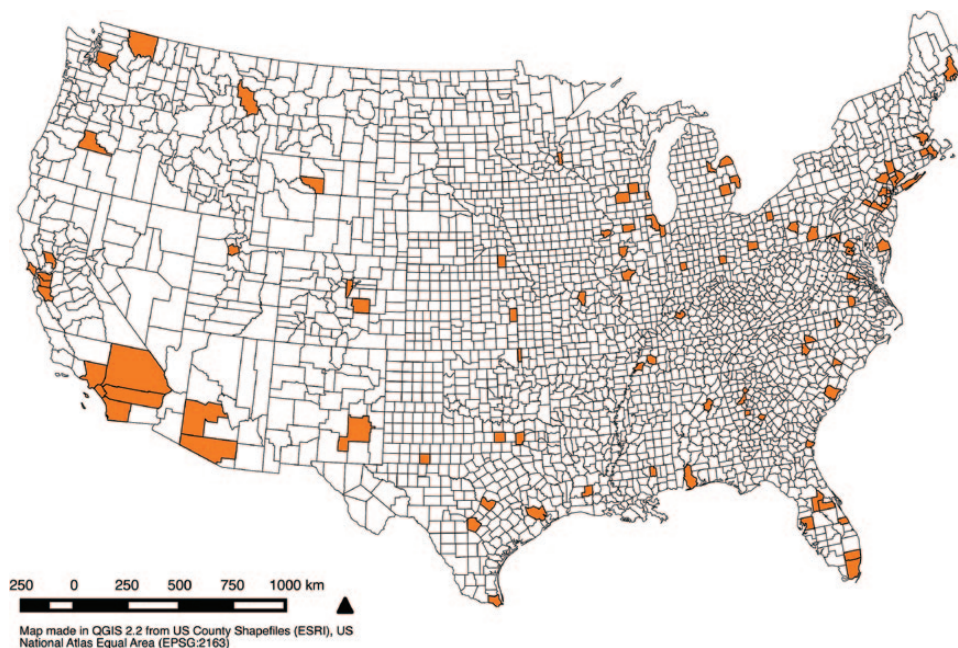 250 0 250 500 750 1000 km
Map made in QGIS 2.2 from US County Shapefiles (ESRI), US
National Atlas Equal Area (EPSG:2163)